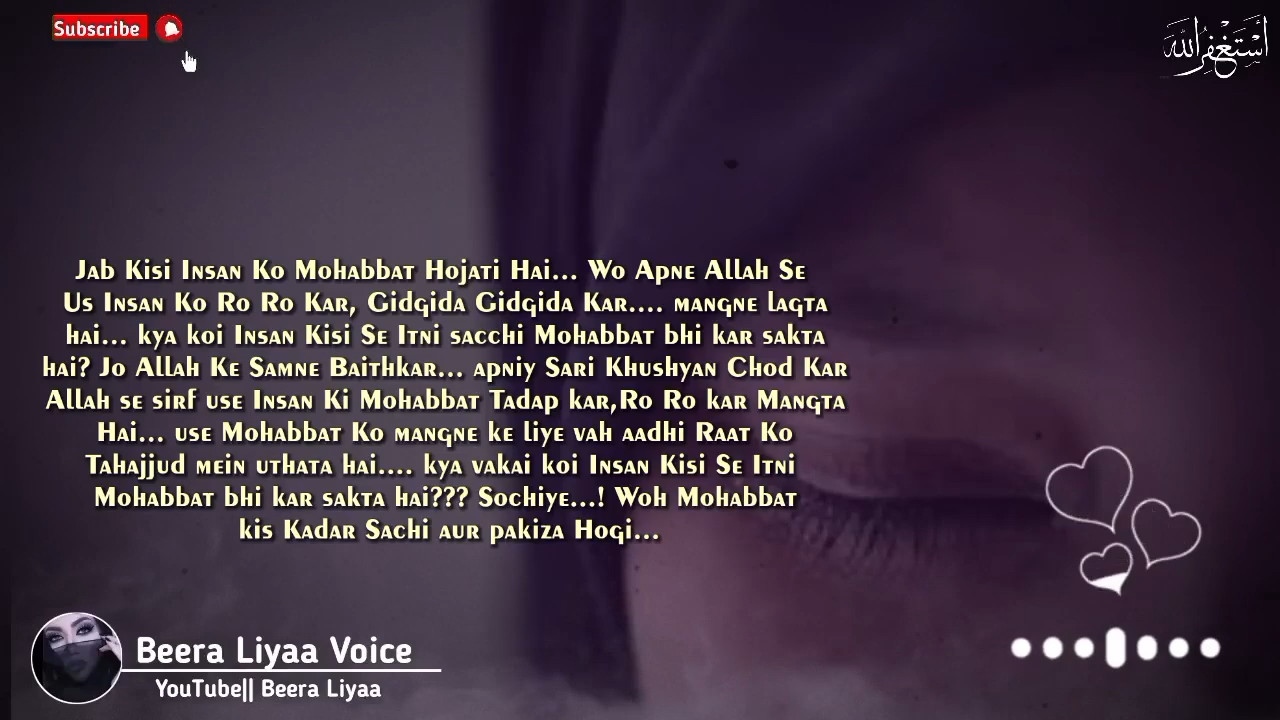 Subscribe
أستغفر الله
Jab Kisi Insan Ko Mohabbat Hojati Hai... Wo Apne Allah Se
Us Insan Ko Ro Ro Kar, Gidgida Gidgida Kar.... mangne lagta
hai... kya koi Insan Kisi Se Itni sacchi Mohabbat bhi kar sakta
hai? Jo Allah Ke Samne Baithkar... apniy Sari Khushyan Chod Kar
Allah se sirf use Insan Ki Mohabbat Tadap kar,Ro Ro kar Mangta
Hai... use Mohabbat Ko mangne ke liye vah aadhi Raat Ko
Tahajjud mein uthata hai.... kya vakai koi Insan Kisi Se Itni
Mohabbat bhi kar sakta hai??? Sochiye...! Woh Mohabbat
kis Kadar Sachi aur pakiza Hogi...
Beera Liyaa Voice
YouTube|| Beera Liyaa